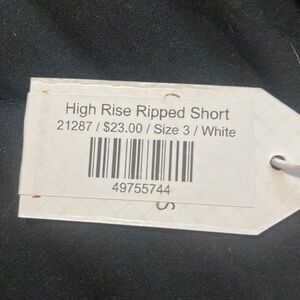 High Rise Ripped Short
21287 / $23.00 / Size 3 / White
49755744
S